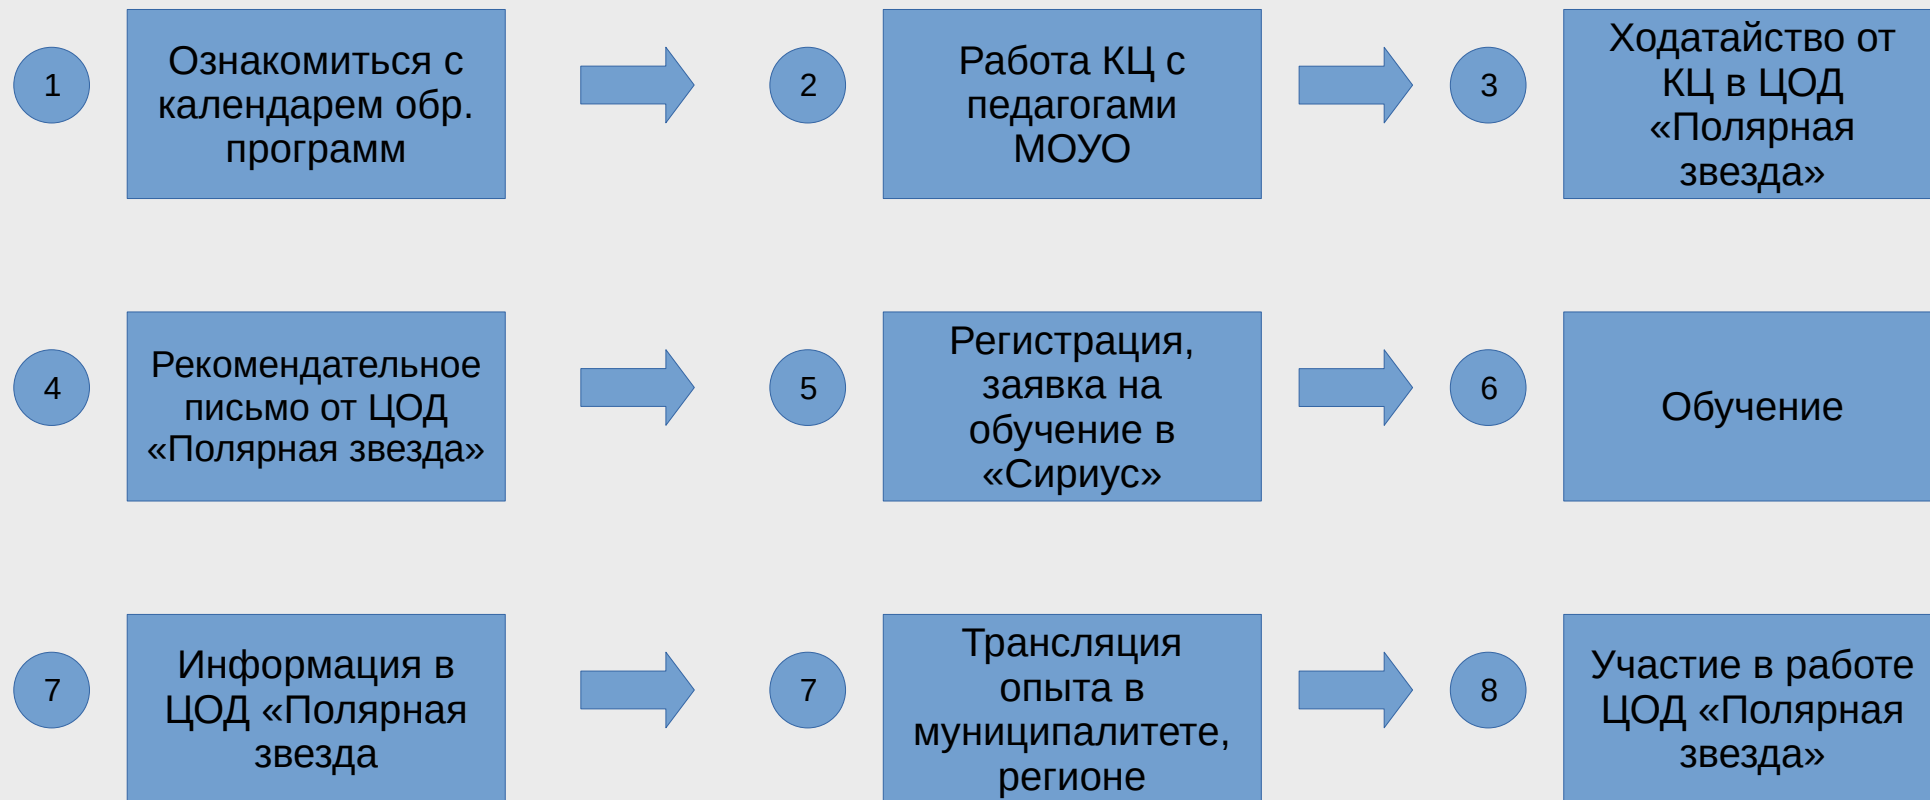 1
Ознакомиться с
календарем обр.
программ
2
Работа КЦ с
педагогами
МОУО
3
Ходатайство от
КЦ в ЦОД
«Полярная
звезда»
4
Рекомендательное
письмо от ЦОД
«Полярная звезда»
5
Регистрация,
заявка на
обучение в
«Сириус»
6
Обучение
7
Информация в
ЦОД «Полярная
звезда
7
Трансляция
опыта в
муниципалитете,
регионе
8
Участие в работе
ЦОД «Полярная
звезда»